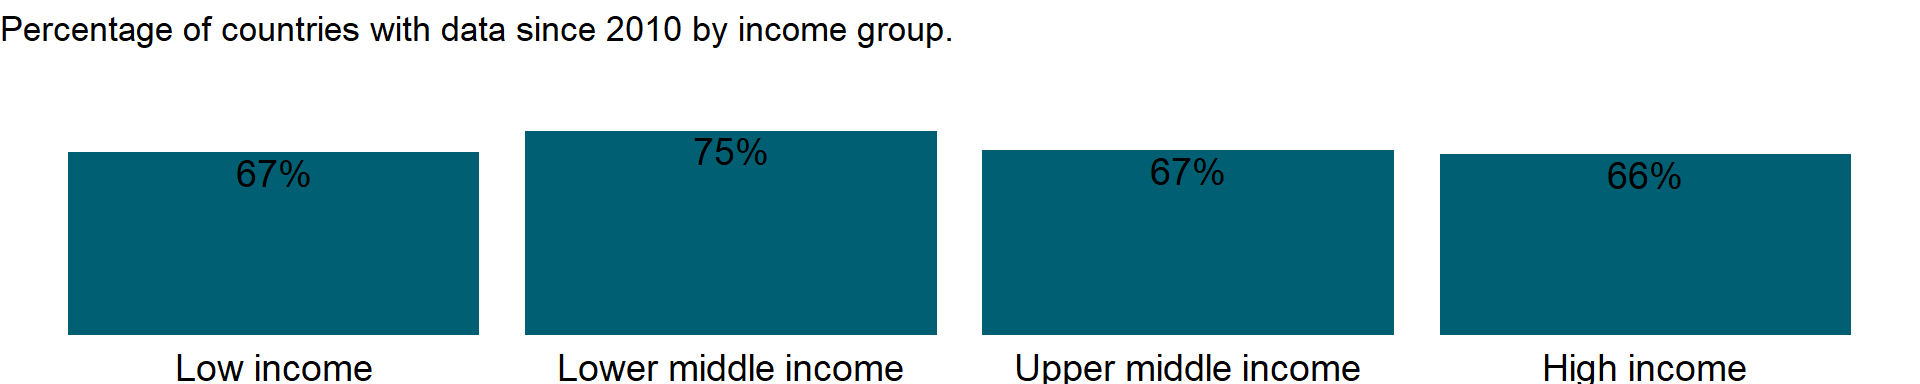 Percentage of countries with data since 2010 by income group.
67%
75%
67%
66%
Low income
Lower middle income
Upper middle income
High income